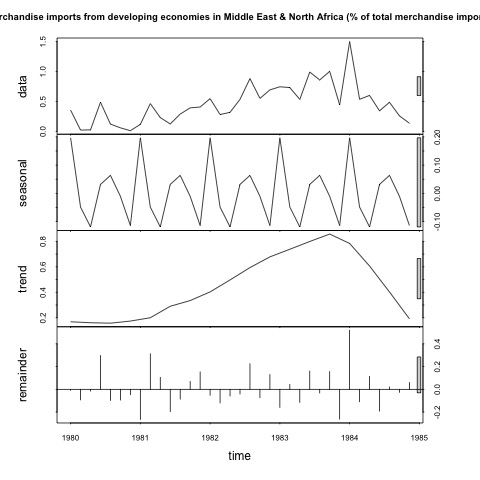 rchandise imports from developing economies in Middle East & North Africa (% of total merchandise impor
data
0.0 0.5 1.0 1.5
seasonal
-0.10 0.00 0.10 0.20
trend
0.2 0.4 0.6 0.8
remainder
-0.2 0.0 0.2 0.4
1980 1981 1982 1983 1984 1985
time